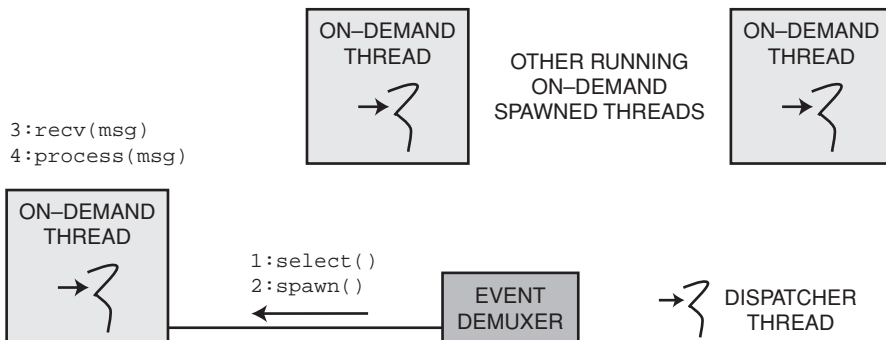 ON–DEMAND
THREAD
OTHER RUNNING
ON–DEMAND
SPAWNED THREADS
ON–DEMAND
THREAD
3:recv(msg)
4:process(msg)
ON–DEMAND
THREAD
1:select()
2:spawn()
EVENT
DEMUXER
DISPATCHER
THREAD